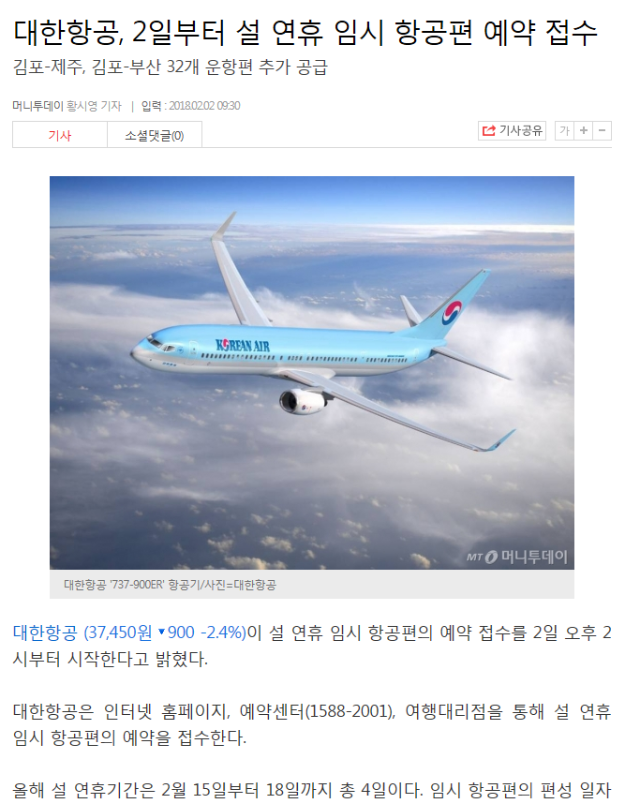 대한항공, 2일부터 설 연휴 임시 항공편 예약 접수
김포-제주, 김포-부산 32개 운항편 추가 공급
머니투데이 황시영 기자 | 입력 : 2018.02.02 09:30
기사 소셜댓글(0) 기사공유 가 + −
KOREAN AIR
MT 머니투데이
대한항공 '737-900ER' 항공기/사진=대한항공
대한항공 (37,450원 ▼900 -2.4%)이 설 연휴 임시 항공편의 예약 접수를 2일 오후 2
시부터 시작한다고 밝혔다.
대한항공은 인터넷 홈페이지, 예약센터(1588-2001), 여행대리점을 통해 설 연휴
임시 항공편의 예약을 접수한다.
올해 설 연휴기간은 2월 15일부터 18일까지 총 4일이다. 임시 항공편의 편성 일자